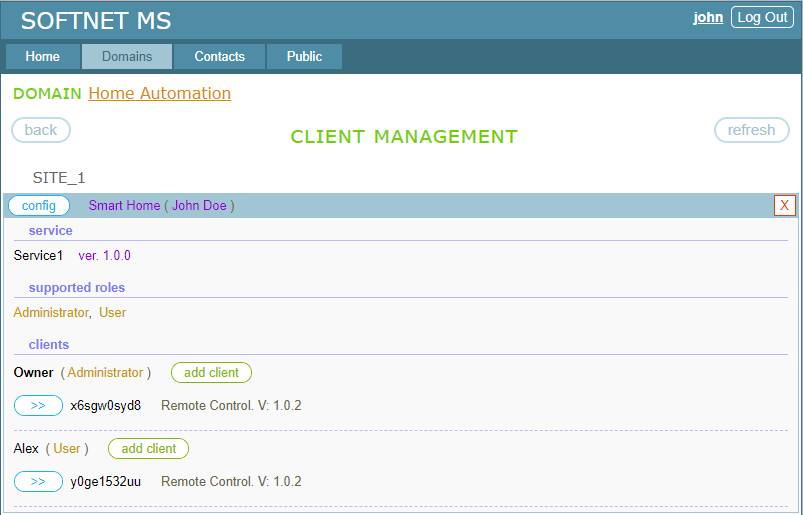 SOFTNET MS
john Log Out
Home Domains Contacts Public
DOMAIN Home Automation
back
CLIENT MANAGEMENT
refresh
SITE_1
config Smart Home ( John Doe ) X
service
Service1 ver. 1.0.0
supported roles
Administrator, User
clients
Owner ( Administrator ) add client
>> x6sgw0syd8 Remote Control. V: 1.0.2
Alex ( User ) add client
>> y0ge1532uu Remote Control. V: 1.0.2